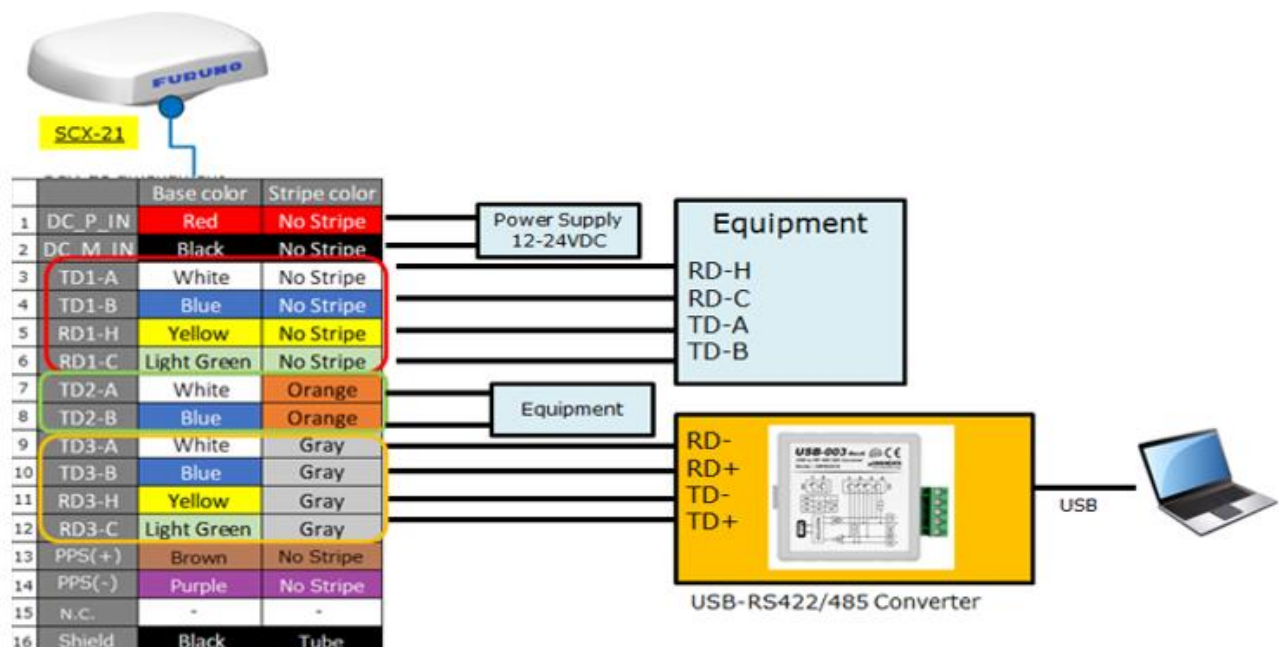 FURUNO
SCX-21
Base color Stripe color
1 DC_P_IN Red No Stripe
2 DC_M_IN Black No Stripe
3 TD1-A White No Stripe
4 TD1-B Blue No Stripe
5 RD1-H Yellow No Stripe
6 RD1-C Light Green No Stripe
7 TD2-A White Orange
8 TD2-B Blue Orange
9 TD3-A White Gray
10 TD3-B Blue Gray
11 RD3-H Yellow Gray
12 RD3-C Light Green Gray
13 PPS(+) Brown No Stripe
14 PPS(-) Purple No Stripe
15 N.C. - -
16 Shield Black Tube
Power Supply
12-24VDC
Equipment
RD-H
RD-C
TD-A
TD-B
Equipment
RD-
RD+
TD-
TD+
USB-003
USB
USB-RS422/485 Converter